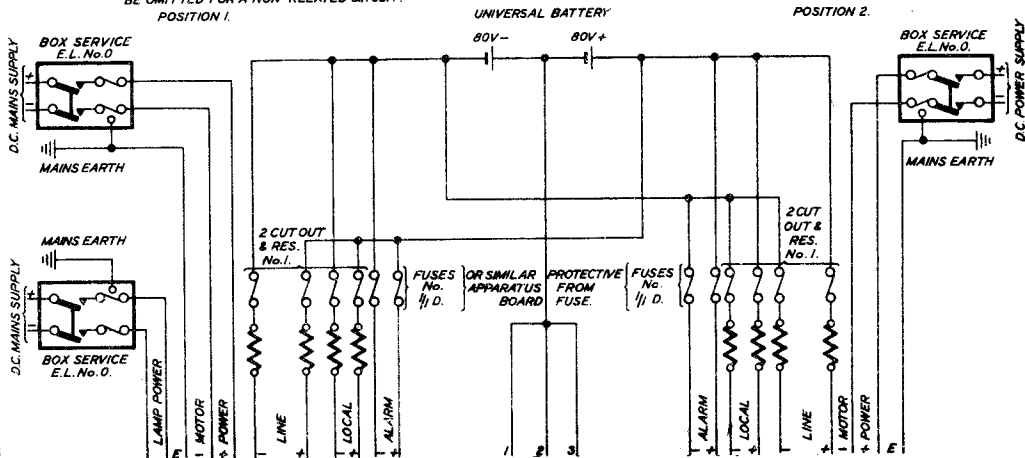 POSITION 1.
UNIVERSAL BATTERY
POSITION 2.
80V-
80V+
BOX SERVICE
E.L. No.0
D.C. MAINS SUPPLY
+
-
MAINS EARTH
BOX SERVICE
E.L. No.0.
D.C. POWER SUPPLY
+
-
MAINS EARTH
MAINS EARTH
D.C. MAINS SUPPLY
+
-
BOX SERVICE
E.L. No.0.
2 CUT OUT
& RES.
No.1.
FUSES
No.
1/1 D.
OR SIMILAR
APPARATUS
BOARD
PROTECTIVE
FROM
FUSE.
FUSES
No.
1/1 D.
2 CUT
OUT &
RES.
No.1.
LAMP POWER
E
- MOTOR
+ POWER
LINE
- +
LOCAL
- +
ALARM
- +
1 2 3
ALARM
- +
LOCAL
- +
LINE
- +
- MOTOR
+ POWER
E